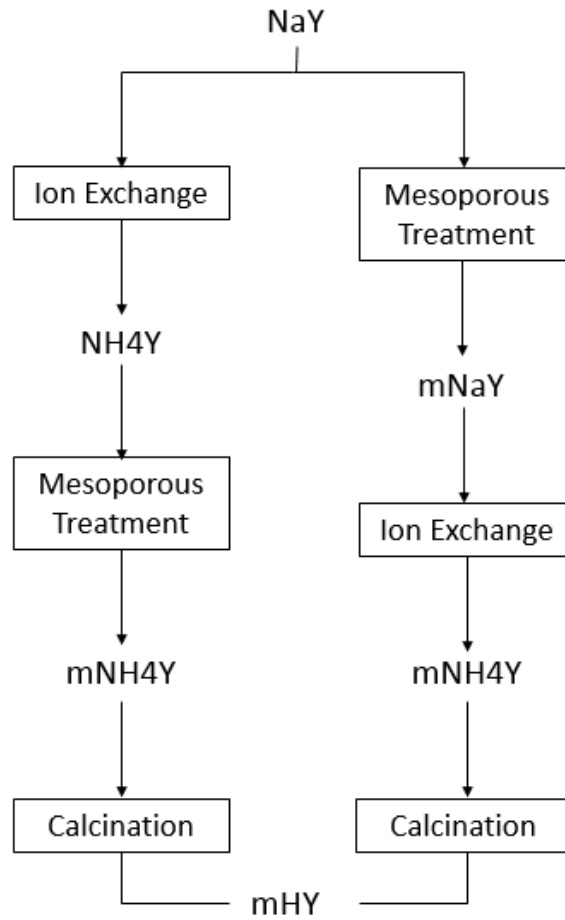 NaY
Ion Exchange
NH4Y
Mesoporous
Treatment
mNH4Y
Calcination
Mesoporous
Treatment
mNaY
Ion Exchange
mNH4Y
Calcination
mHY